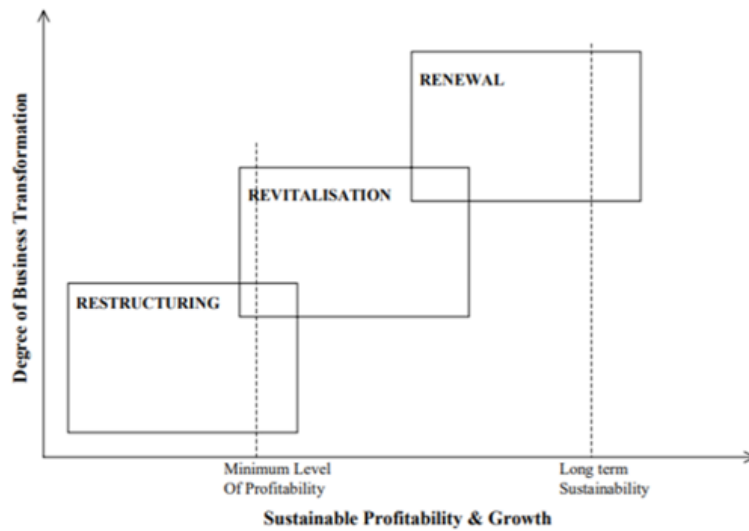 RENEWAL
REVITALISATION
RESTRUCTURING
Degree of Business Transformation
Minimum Level
Of Profitability
Long term
Sustainability
Sustainable Profitability & Growth